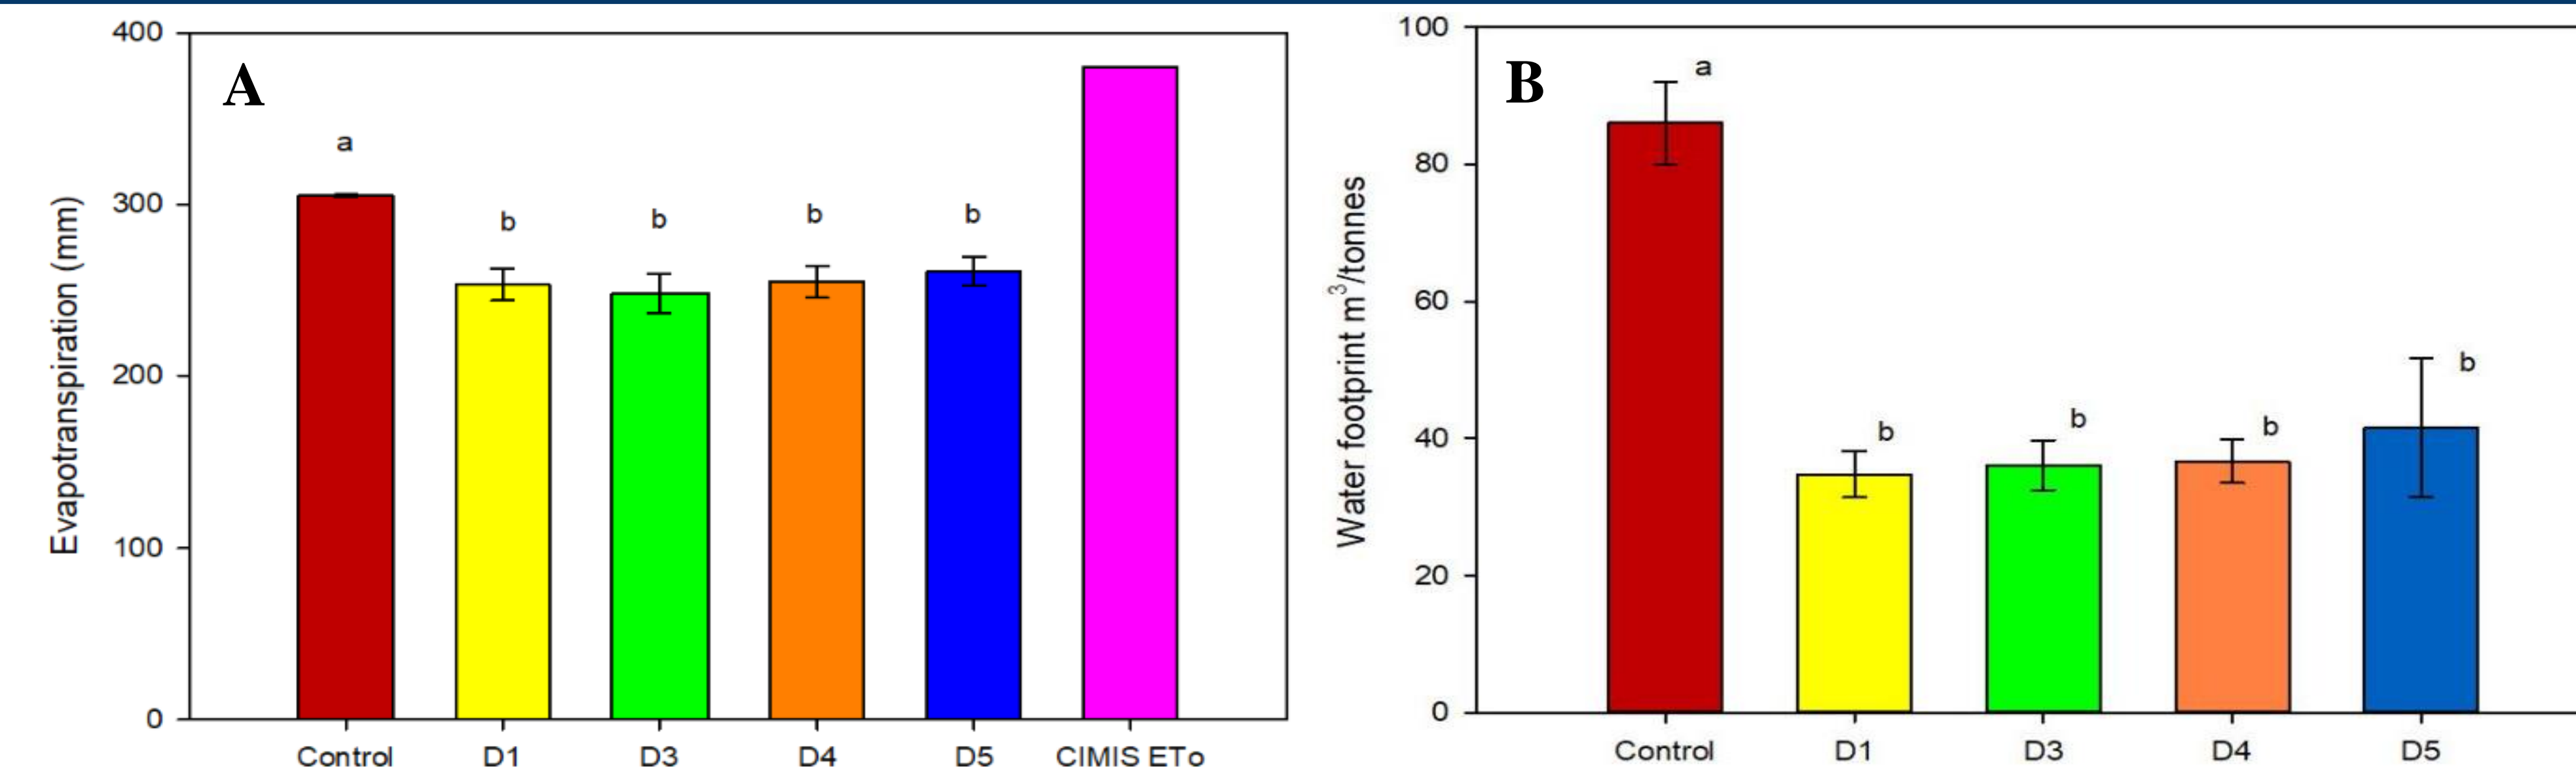 A
Evapotranspiration (mm)
400
300
200
100
0
a
b
b
b
b
Control
D1
D3
D4
D5
CIMIS ETo
B
Water footprint m³/tonnes
100
80
60
40
20
0
a
b
b
b
b
Control
D1
D3
D4
D5